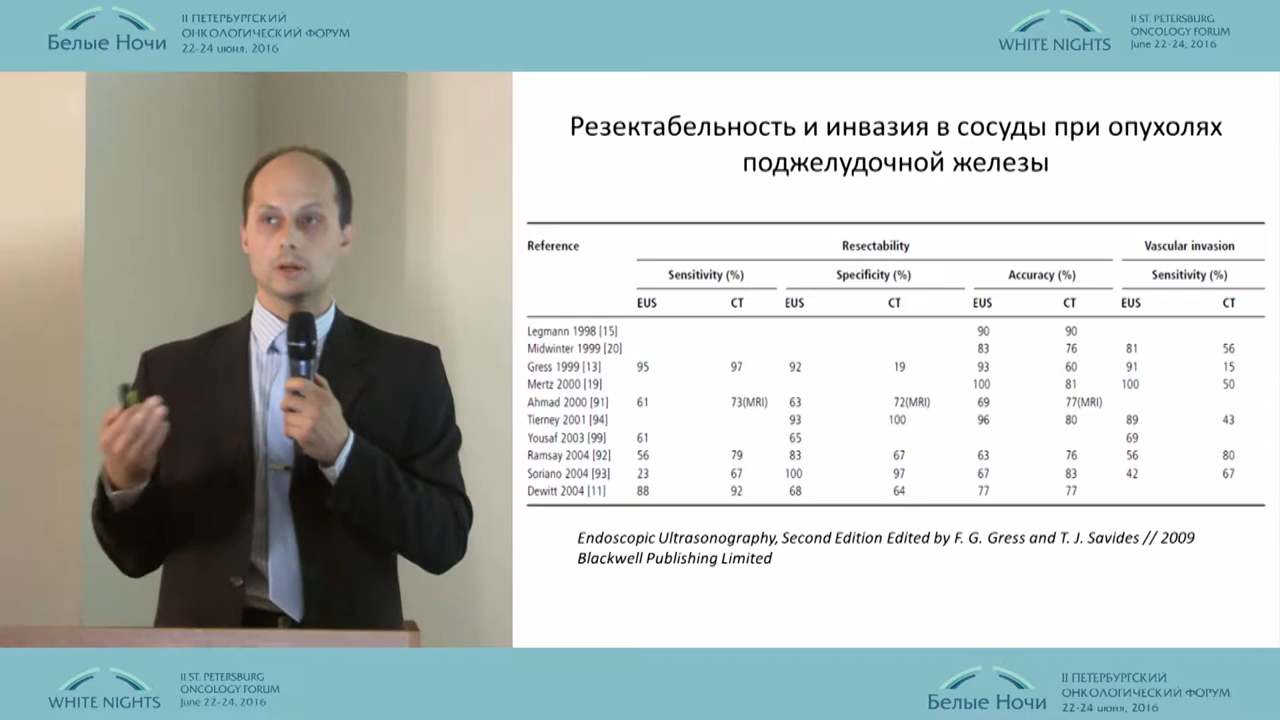 Белые Ночи
II ПЕТЕРБУРГСКИЙ
ОНКОЛОГИЧЕСКИЙ ФОРУМ
22-24 июня, 2016
WHITE NIGHTS
II ST. PETERSBURG
ONCOLOGY FORUM
June 22-24, 2016
Резектабельность и инвазия в сосуды при опухолях
поджелудочной железы
Reference Resectability Vascular invasion
Sensitivity (%) Specificity (%) Accuracy (%) Sensitivity (%)
EUS CT EUS CT EUS CT EUS CT
Legmann 1998 [15] 90 90
Midwinter 1999 [20] 83 76 81 56
Gress 1999 [13] 95 97 92 19 93 60 91 15
Mertz 2000 [19] 100 81 100 50
Ahmad 2000 [91] 61 73(MRI) 63 72(MRI) 69 77(MRI)
Tierney 2001 [94] 93 100 96 80 89 43
Yousaf 2003 [99] 61 65 69
Ramsay 2004 [92] 56 79 83 67 63 76 56 80
Soriano 2004 [93] 23 67 100 97 67 83 42 67
Dewitt 2004 [11] 88 92 68 64 77 77
Endoscopic Ultrasonography, Second Edition Edited by F. G. Gress and T. J. Savides // 2009
Blackwell Publishing Limited
WHITE NIGHTS
II ST. PETERSBURG
ONCOLOGY FORUM
June 22-24, 2016
Белые Ночи
II ПЕТЕРБУРГСКИЙ
ОНКОЛОГИЧЕСКИЙ ФОРУМ
22-24 июня, 2016